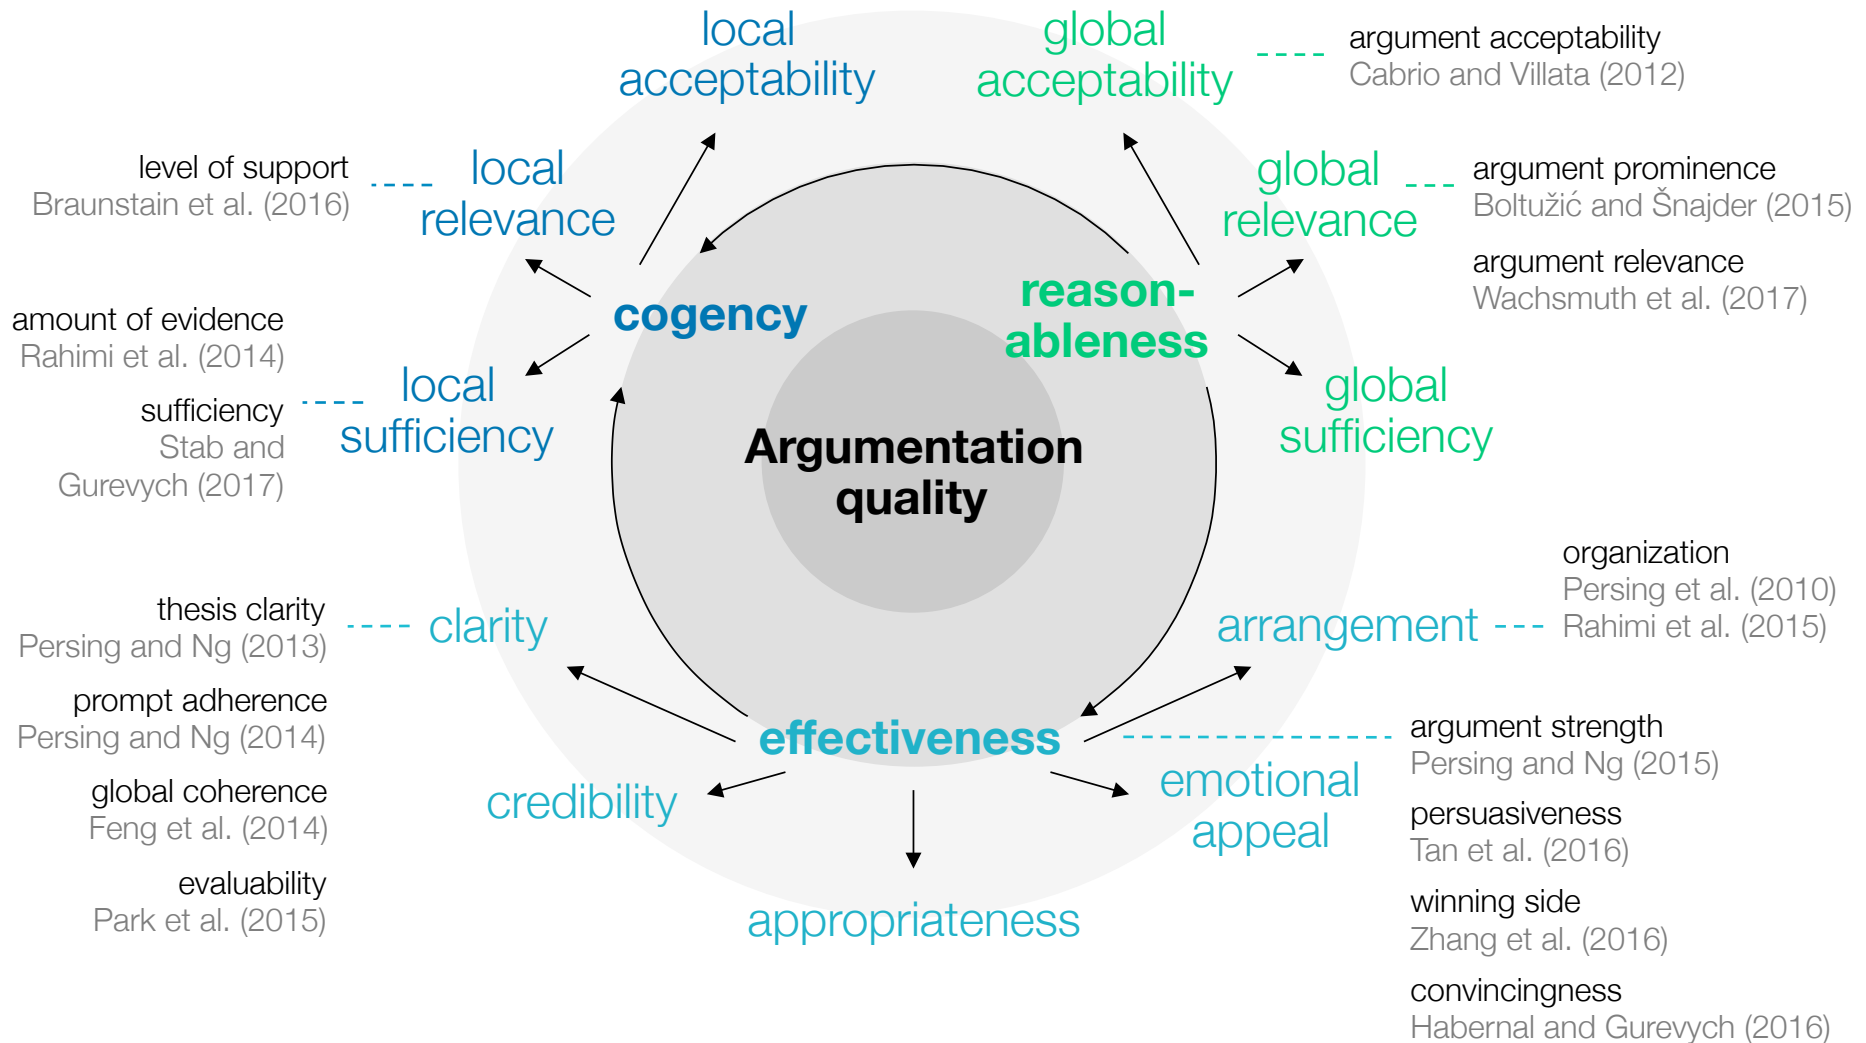 local
acceptability
global
acceptability
argument acceptability
Cabrio and Villata (2012)
level of support
Braunstain et al. (2016)
local
relevance
global
relevance
argument prominence
Boltužić and Šnajder (2015)
argument relevance
Wachsmuth et al. (2017)
cogency
reason-
ableness
amount of evidence
Rahimi et al. (2014)
sufficiency
Stab and
Gurevych (2017)
local
sufficiency
global
sufficiency
Argumentation
quality
thesis clarity
Persing and Ng (2013)
prompt adherence
Persing and Ng (2014)
global coherence
Feng et al. (2014)
evaluability
Park et al. (2015)
clarity
arrangement
organization
Persing et al. (2010)
Rahimi et al. (2015)
effectiveness
credibility
emotional
appeal
appropriateness
argument strength
Persing and Ng (2015)
persuasiveness
Tan et al. (2016)
winning side
Zhang et al. (2016)
convincingness
Habernal and Gurevych (2016)